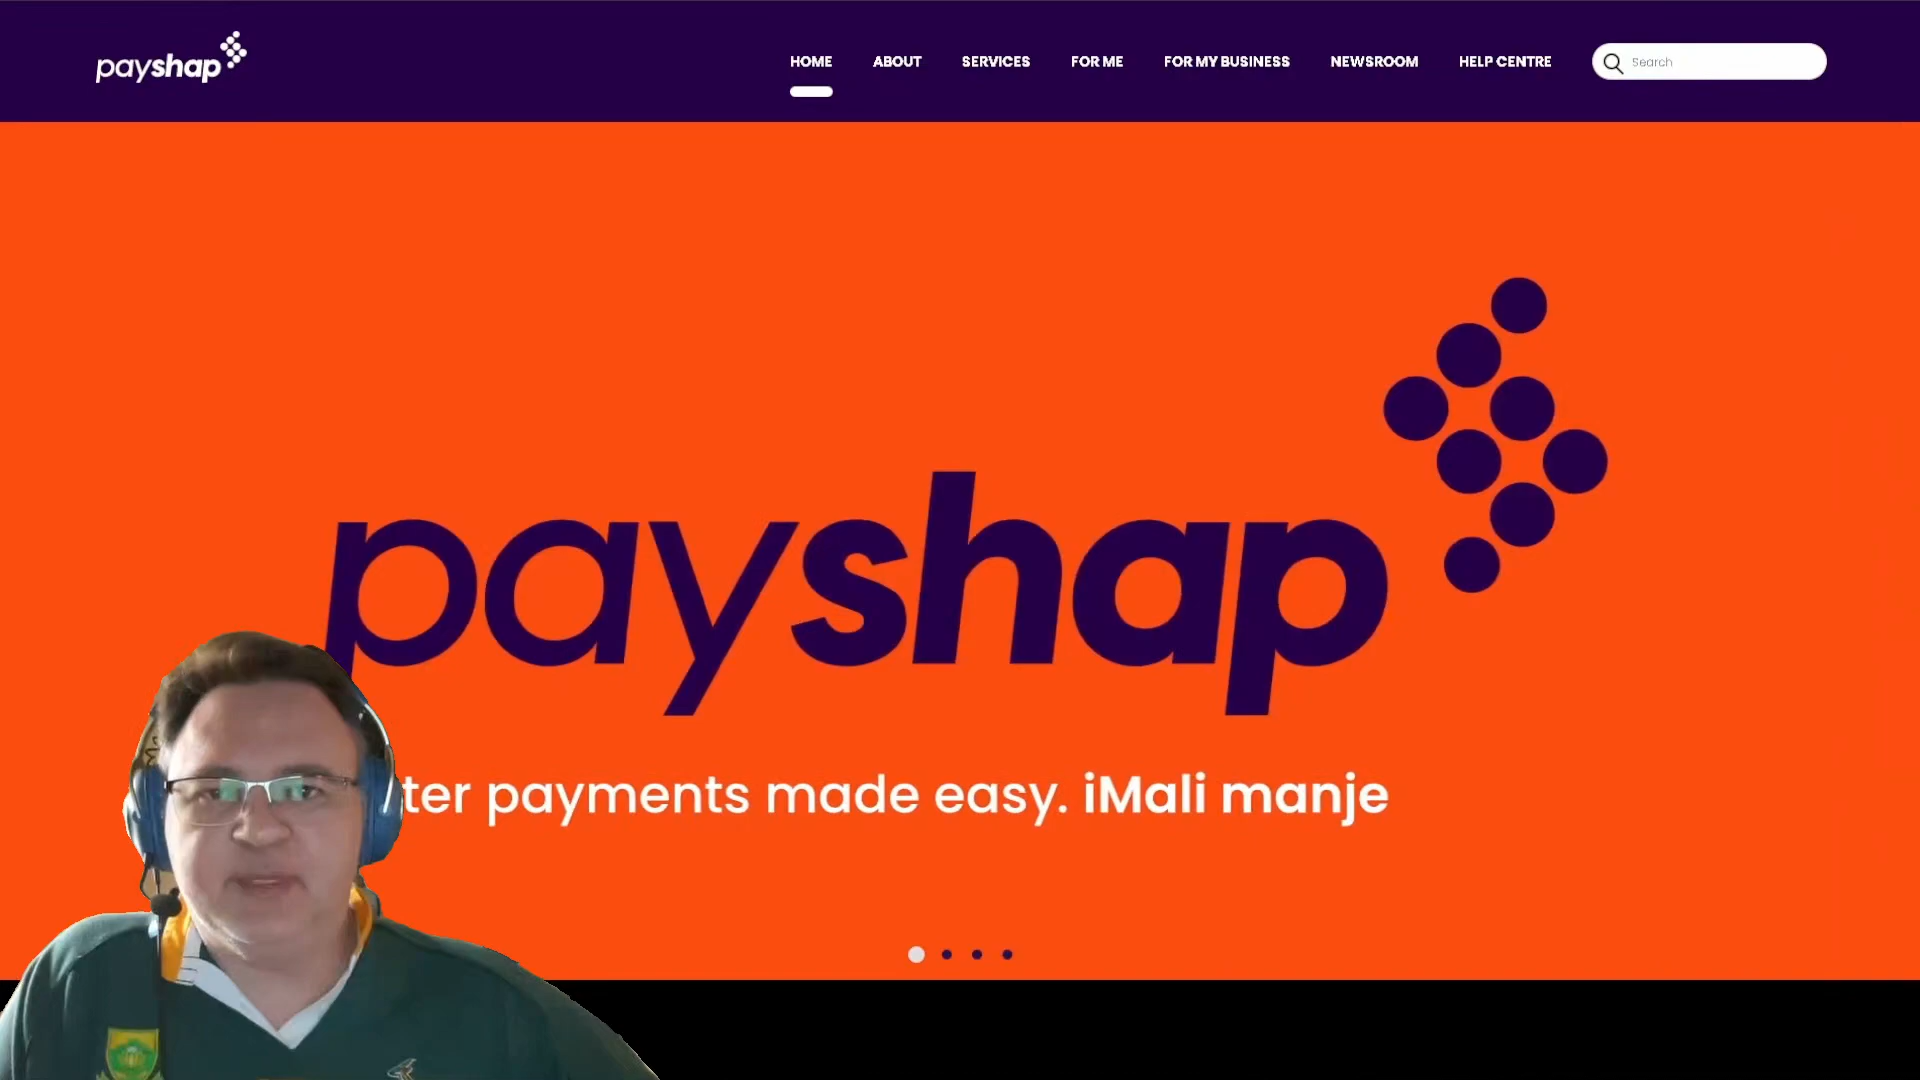 payshap
HOME ABOUT SERVICES FOR ME FOR MY BUSINESS NEWSROOM HELP CENTRE Search
payshap
ter payments made easy. iMali manje